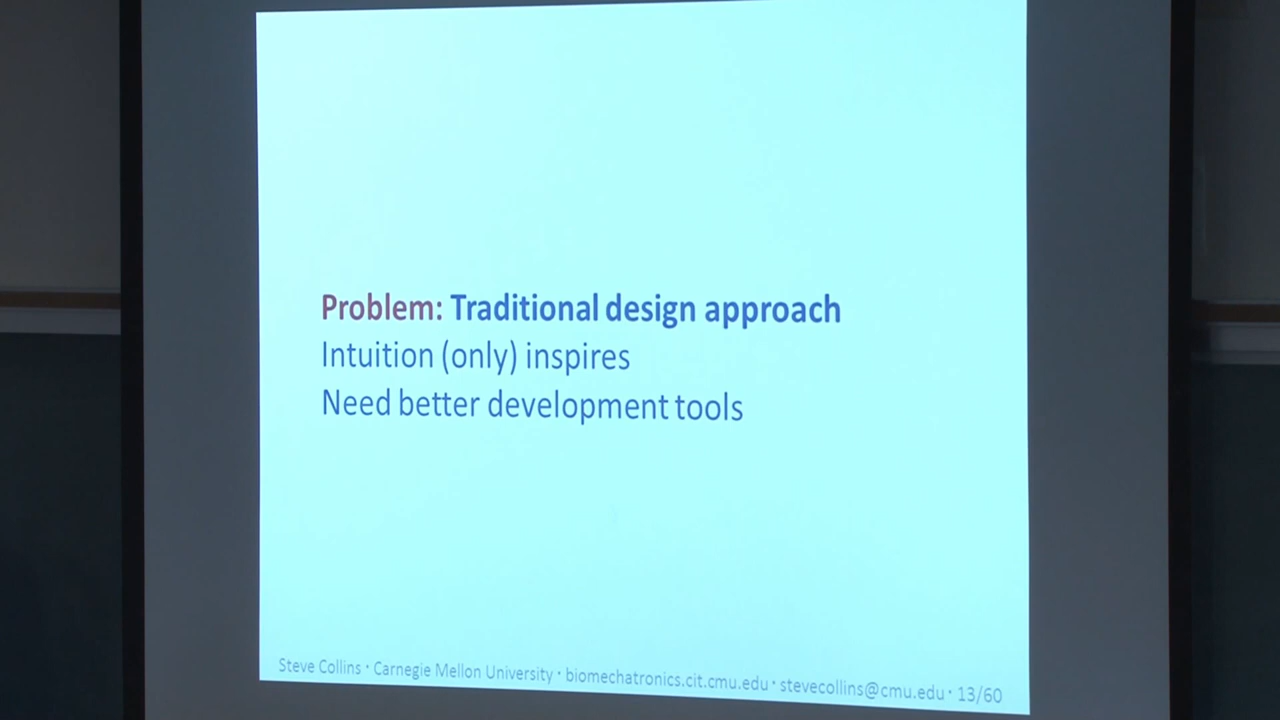 Problem: Traditional design approach
Intuition (only) inspires
Need better development tools
Steve Collins · Carnegie Mellon University · biomechatronics.cit.cmu.edu · stevecollins@cmu.edu · 13/60